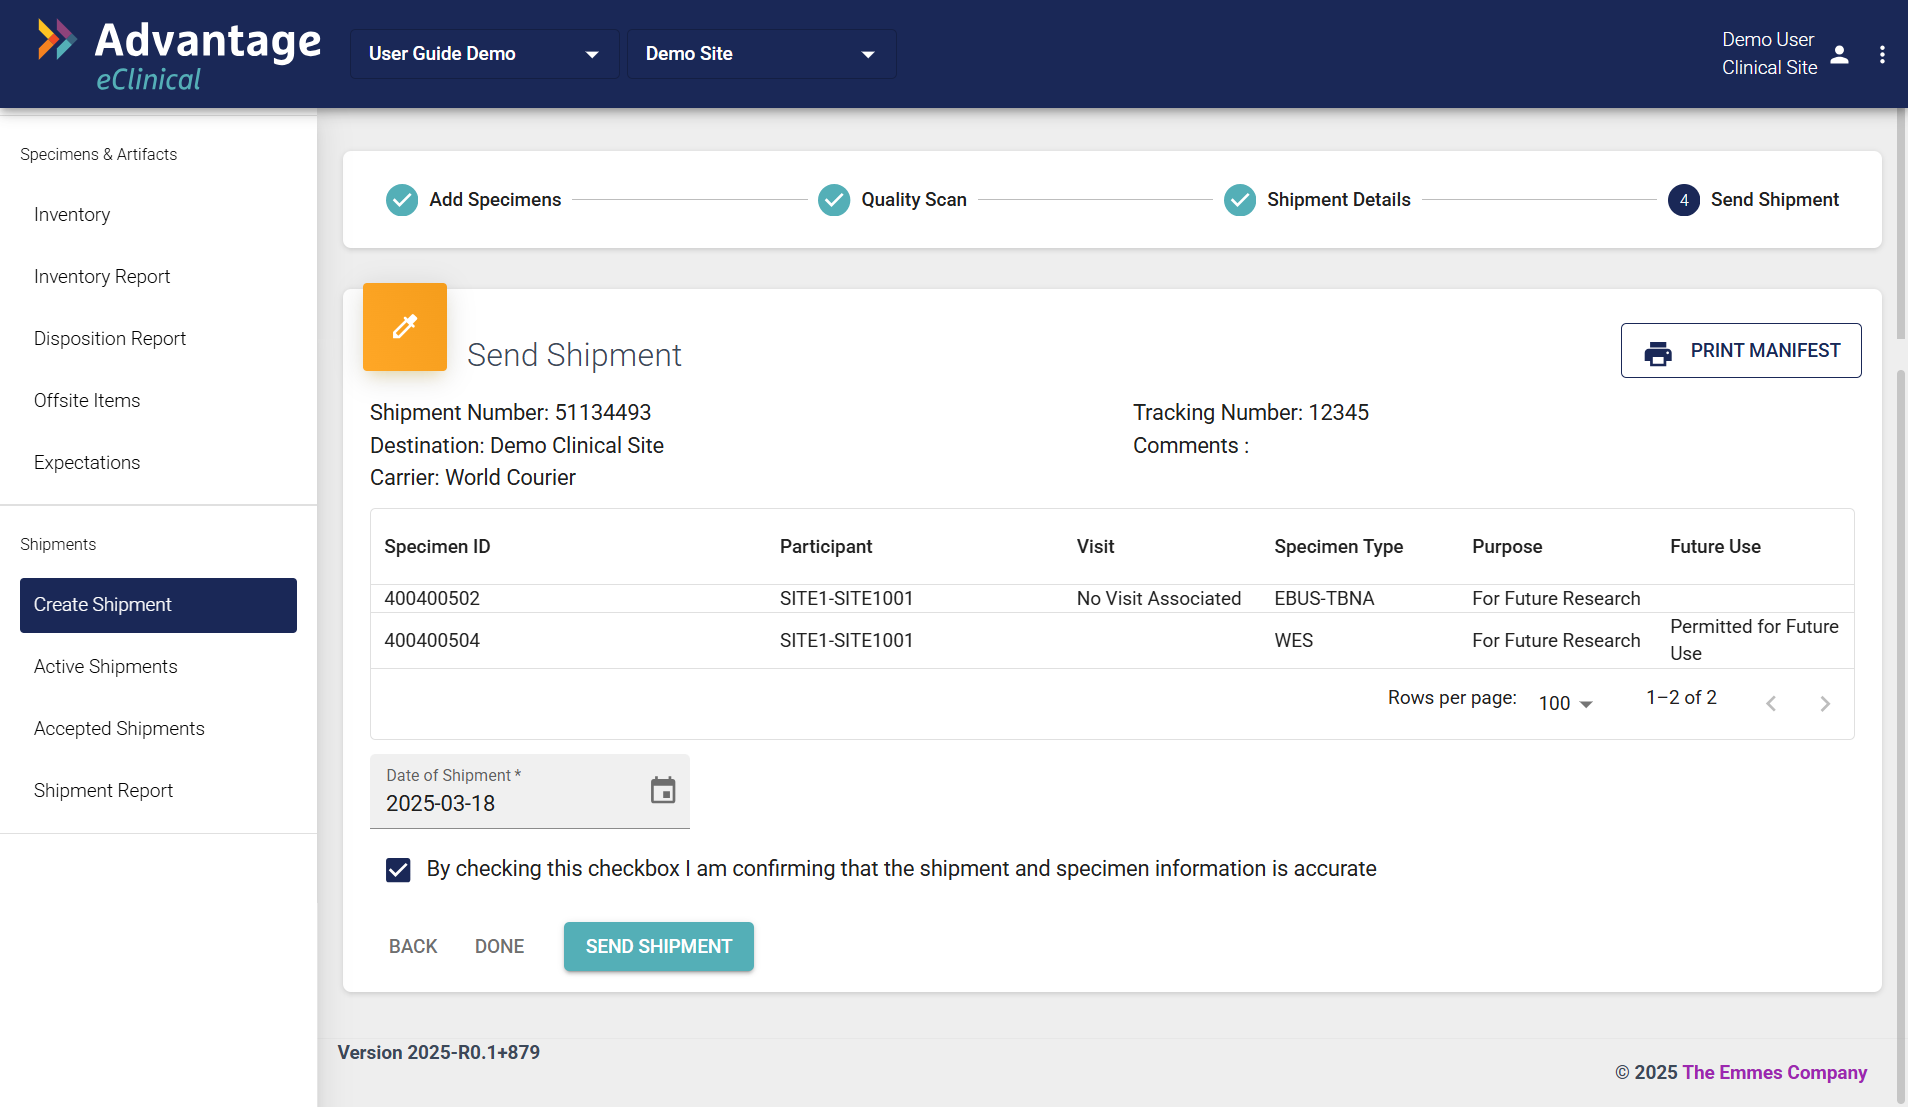 Advantage
eClinical
User Guide Demo
Demo Site
Demo User
Clinical Site
Specimens & Artifacts
Inventory
Inventory Report
Disposition Report
Offsite Items
Expectations
Shipments
Create Shipment
Active Shipments
Accepted Shipments
Shipment Report
Add Specimens
Quality Scan
Shipment Details
4 Send Shipment
Send Shipment
PRINT MANIFEST
Shipment Number: 51134493
Destination: Demo Clinical Site
Carrier: World Courier
Tracking Number: 12345
Comments :
Specimen ID Participant Visit Specimen Type Purpose Future Use
400400502 SITE1-SITE1001 No Visit Associated EBUS-TBNA For Future Research
400400504 SITE1-SITE1001 WES For Future Research Permitted for Future
Use
Rows per page: 100 1–2 of 2
Date of Shipment *
2025-03-18
By checking this checkbox I am confirming that the shipment and specimen information is accurate
BACK DONE SEND SHIPMENT
Version 2025-R0.1+879
© 2025 The Emmes Company